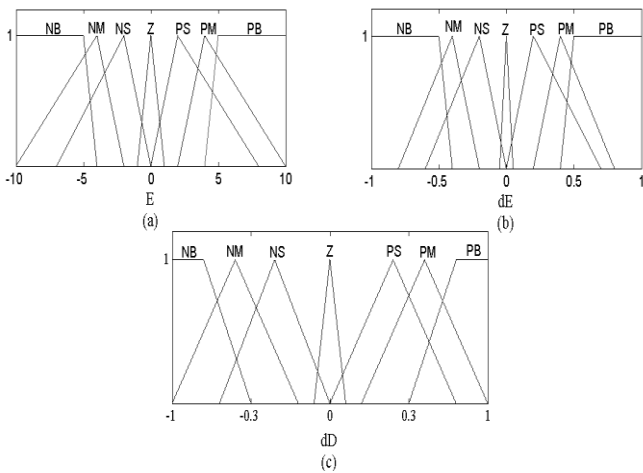 NB NM NS Z PS PM PB
1
-10 -5 0 5 10
E
(a)
NB NM NS Z PS PM PB
1
-1 -0.5 0 0.5 1
dE
(b)
NB NM NS Z PS PM PB
1
-1 -0.3 0 0.3 1
dD
(c)